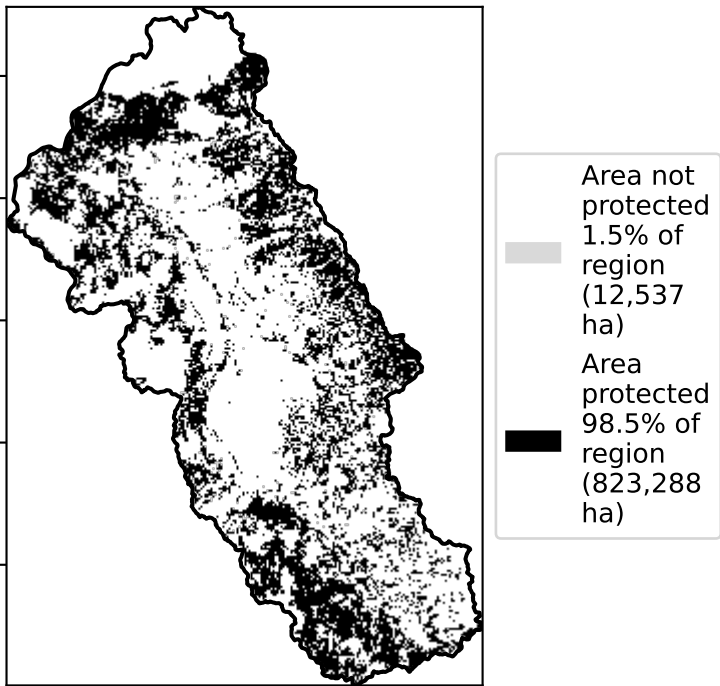 Area not
protected
1.5% of
region
(12,537
ha)
Area
protected
98.5% of
region
(823,288
ha)